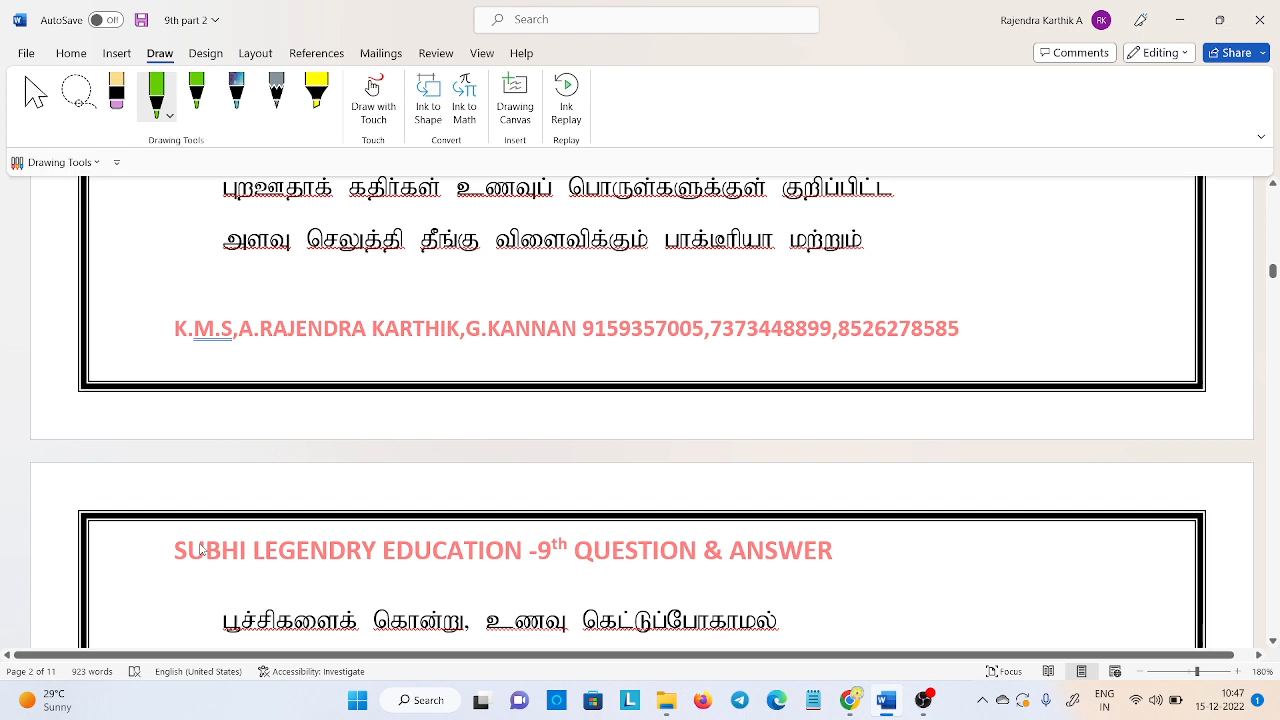 AutoSave Off 9th part Search Rajendra Karthik A RK
File Home Insert Draw Design Layout References Mailings Review View Help Comments Editing Share
Draw with Touch Ink to Shape Ink to Math Drawing Canvas Ink Replay
Drawing Tools Touch Convert Insert Replay
Drawing Tools
புறஊதாக் கதிர்கள் உணவுப் பொருள்களுக்குள் குறிப்பிட்ட
அளவு செலுத்தி தீங்கு விளைவிக்கும் பாக்டீரியா மற்றும்
K.M.S,A.RAJENDRA KARTHIK,G.KANNAN 9159357005,7373448899,8526278585
SUBHI LEGENDRY EDUCATION -9th QUESTION & ANSWER
பூச்சிகளைக் கொன்று, உணவு கெட்டுப்போகாமல்
Page 2 of 11 923 words English (United States) Accessibility: Investigate Focus 180%
29°C
Sunny
Search
ENG
IN
10:47
15-12-2022
1